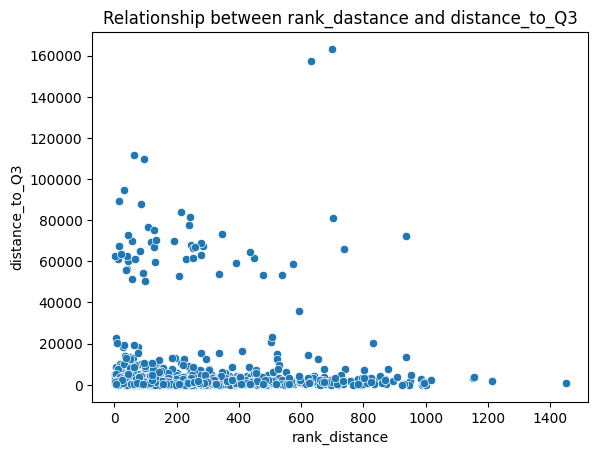 Relationship between rank_dastance and distance_to_Q3
160000
140000
120000
100000
80000
60000
40000
20000
0
distance_to_Q3
0 200 400 600 800 1000 1200 1400
rank_distance